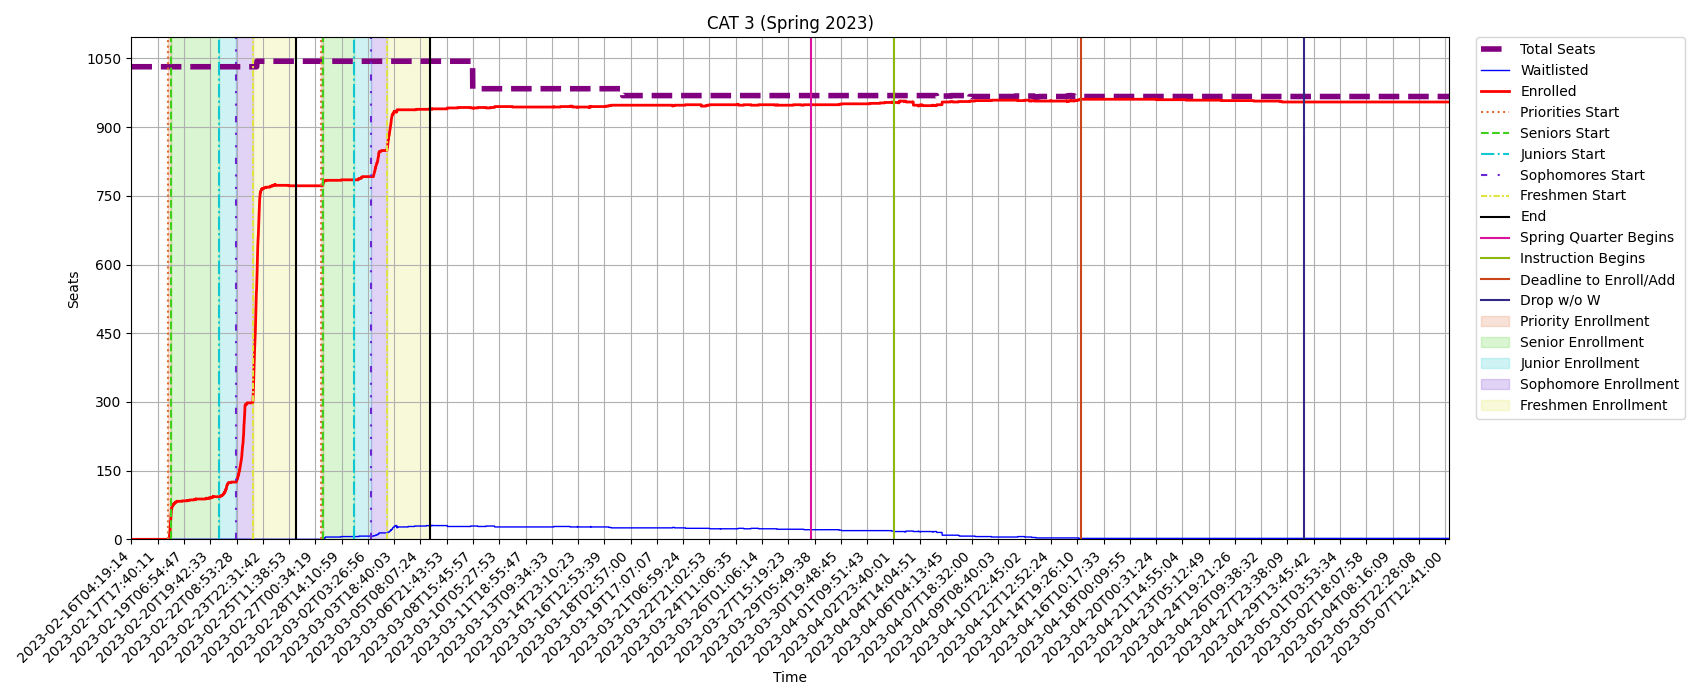 CAT 3 (Spring 2023)
Seats
1050
900
750
600
450
300
150
0
2023-02-16T04:19:14
2023-02-17T17:40:11
2023-02-19T06:54:47
2023-02-20T19:42:33
2023-02-22T08:53:28
2023-02-23T22:31:42
2023-02-25T11:38:53
2023-02-27T00:34:19
2023-02-28T14:10:59
2023-03-02T03:26:56
2023-03-03T18:40:03
2023-03-05T08:07:24
2023-03-06T21:43:53
2023-03-08T15:45:57
2023-03-10T05:27:53
2023-03-11T18:55:47
2023-03-13T09:34:33
2023-03-14T23:10:23
2023-03-16T12:53:39
2023-03-18T02:57:00
2023-03-19T17:07:07
2023-03-21T06:59:24
2023-03-22T21:02:53
2023-03-24T11:06:35
2023-03-26T01:06:14
2023-03-27T15:19:23
2023-03-29T05:49:38
2023-03-30T19:48:45
2023-04-01T09:51:43
2023-04-02T23:40:01
2023-04-04T14:04:51
2023-04-06T04:13:45
2023-04-07T18:32:00
2023-04-09T08:40:03
2023-04-10T22:45:02
2023-04-12T12:52:24
2023-04-14T19:26:10
2023-04-16T10:17:33
2023-04-18T00:09:55
2023-04-20T00:31:24
2023-04-21T14:55:04
2023-04-23T05:12:49
2023-04-24T19:21:26
2023-04-26T09:38:32
2023-04-27T23:38:09
2023-04-29T13:45:42
2023-05-01T03:53:34
2023-05-02T18:07:58
2023-05-04T08:16:09
2023-05-05T22:28:08
2023-05-07T12:41:00
Time
Total Seats
Waitlisted
Enrolled
Priorities Start
Seniors Start
Juniors Start
Sophomores Start
Freshmen Start
End
Spring Quarter Begins
Instruction Begins
Deadline to Enroll/Add
Drop w/o W
Priority Enrollment
Senior Enrollment
Junior Enrollment
Sophomore Enrollment
Freshmen Enrollment